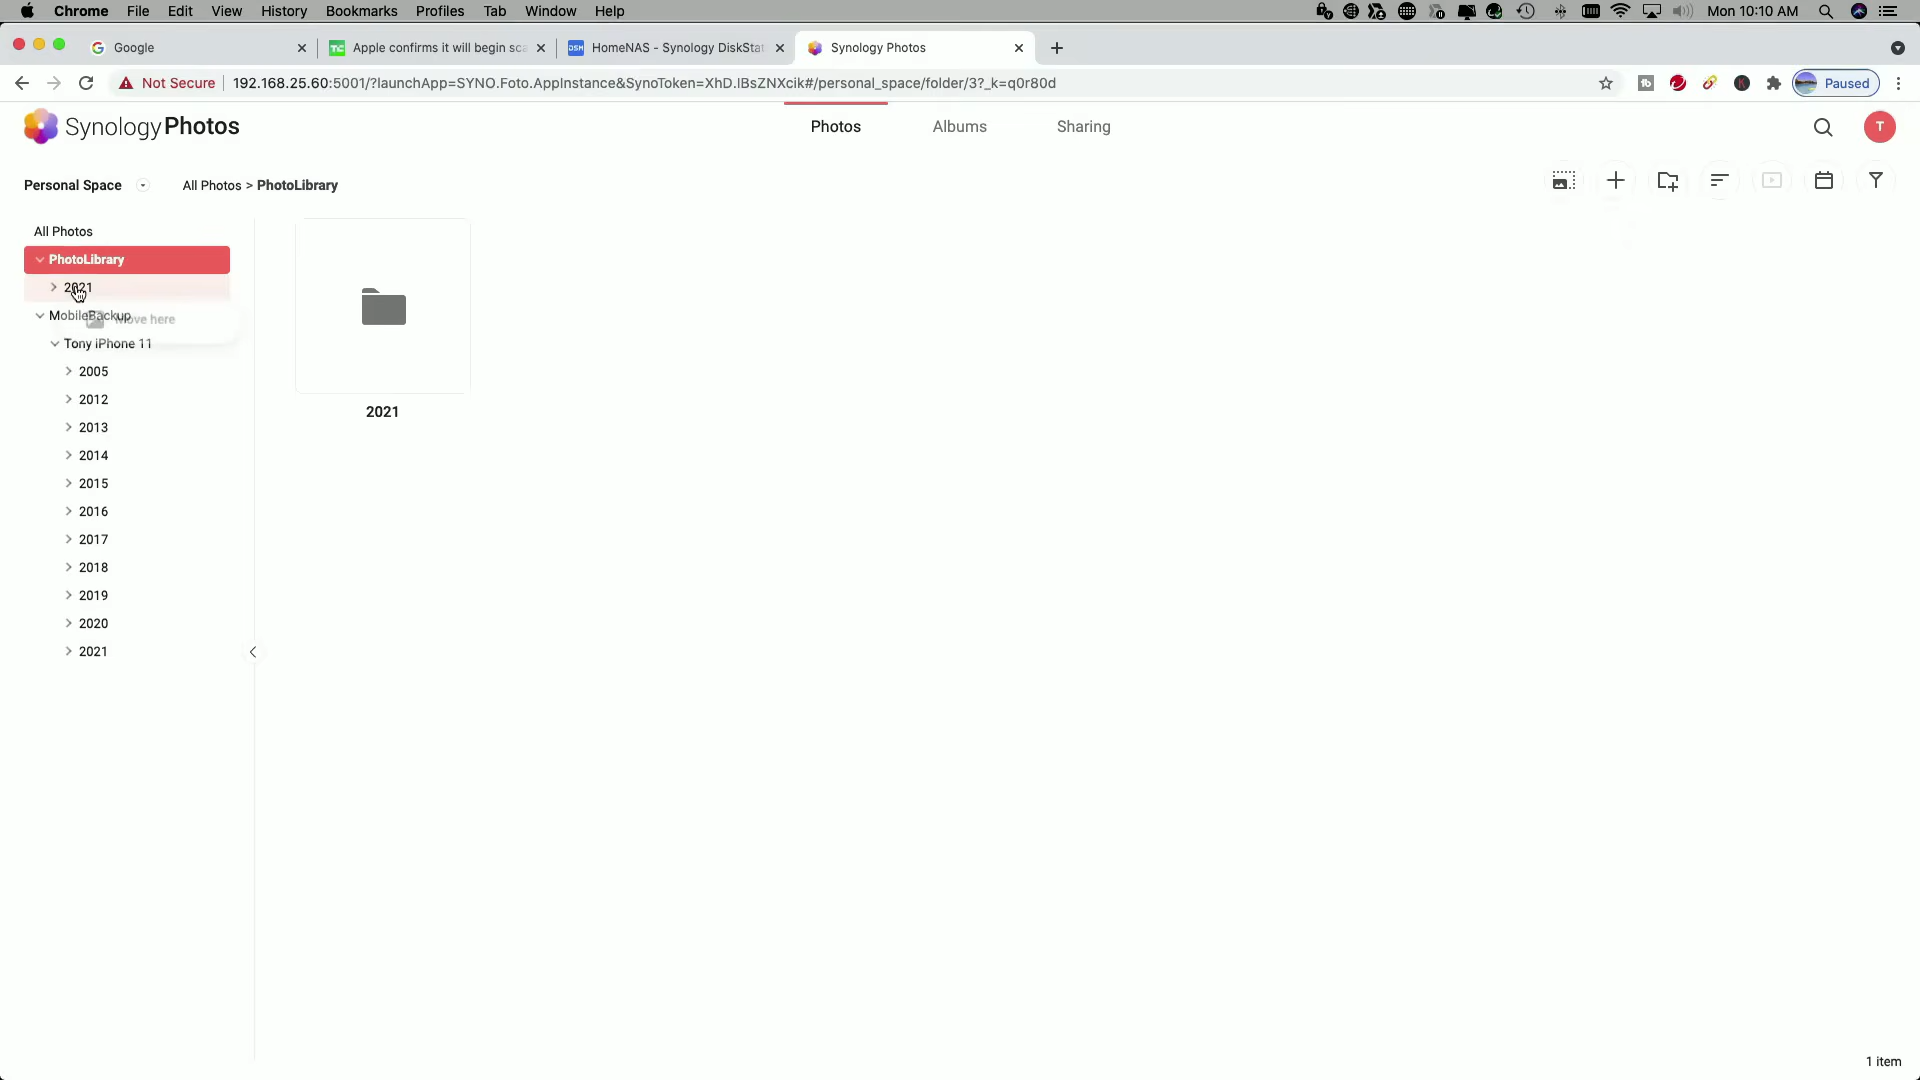 Chrome File Edit View History Bookmarks Profiles Tab Window Help Mon 10:10 AM
Google Apple confirms it will begin sca HomeNAS - Synology DiskStat Synology Photos
Not Secure 192.168.25.60:5001/?launchApp=SYNO.Foto.AppInstance&SynoToken=XhD.lBsZNXcik#/personal_space/folder/3?_k=q0r80d Paused
Synology Photos Photos Albums Sharing T
Personal Space All Photos > PhotoLibrary
All Photos
PhotoLibrary
2021
MobileBackup
Move here
Tony iPhone 11
2005
2012
2013
2014
2015
2016
2017
2018
2019
2020
2021
2021
1 item